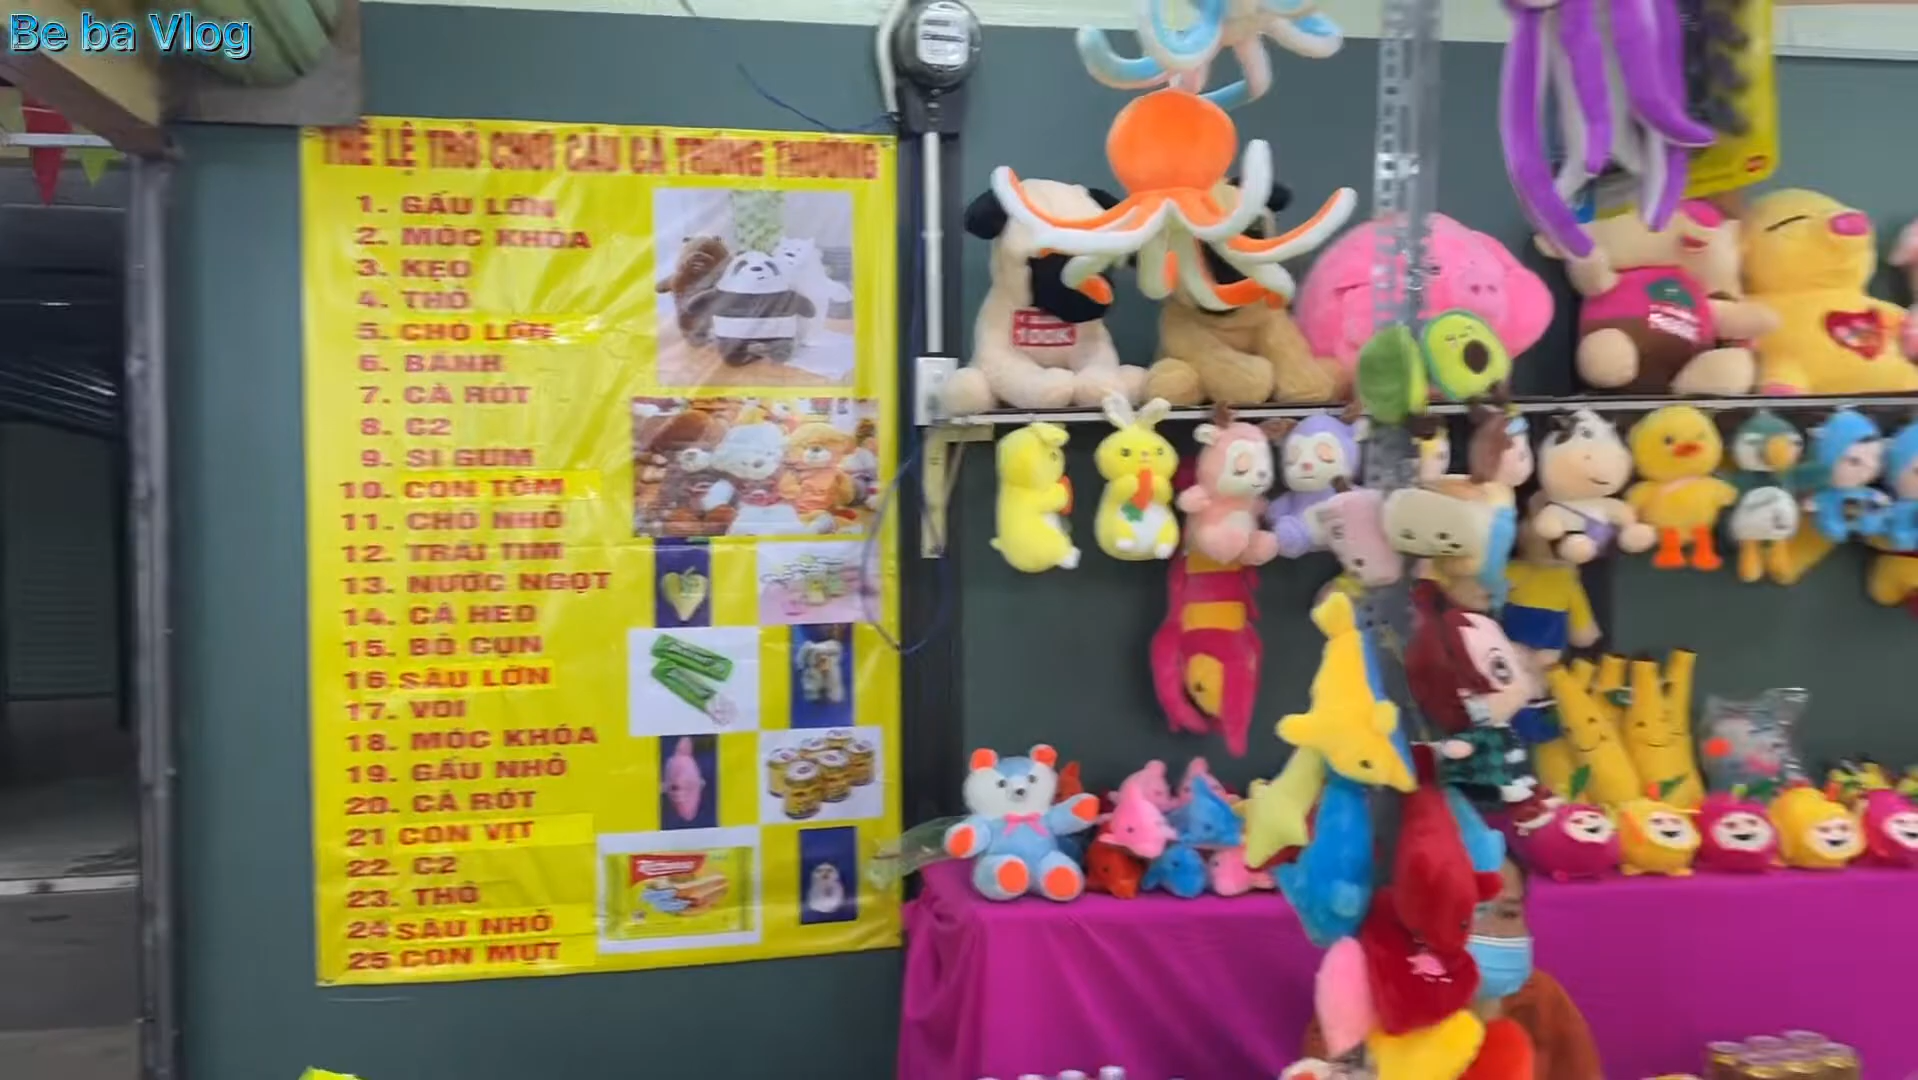 Be ba Vlog
THỂ LỆ TRÒ CHƠI CÂU CÁ TRÚNG THƯỞNG
1. GẤU LỚN
2. MÓC KHÓA
3. KẸO
4. THỎ
5. CHÓ LỚN
6. BÁNH
7. CÀ RỐT
8. C2
9. SI GUM
10. CON TÔM
11. CHÓ NHỎ
12. TRÁI TIM
13. NƯỚC NGỌT
14. CÁ HEO
15. BÒ CỤN
16. SÂU LỚN
17. VOI
18. MÓC KHÓA
19. GẤU NHỎ
20. CÀ RỐT
21 CON VỊT
22. C2
23. THỎ
24 SÂU NHỎ
25 CON MỰT
100K